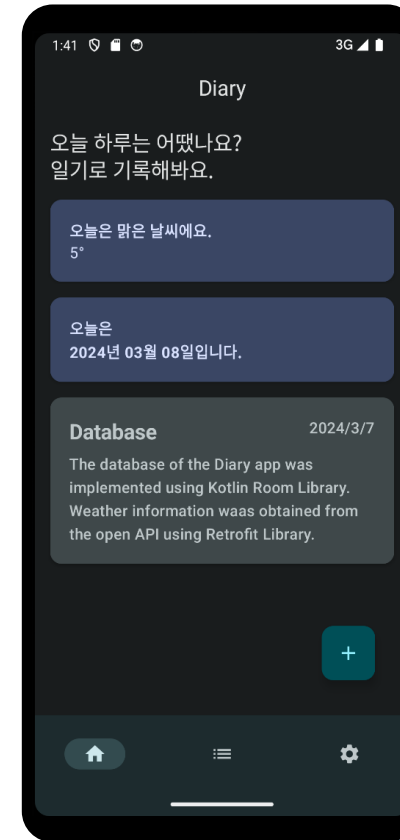 1:41
3G
Diary
오늘 하루는 어땠나요?
일기로 기록해봐요.
오늘은 맑은 날씨에요.
5°
오늘은
2024년 03월 08일입니다.
Database
2024/3/7
The database of the Diary app was
implemented using Kotlin Room Library.
Weather information waas obtained from
the open API using Retrofit Library.
+